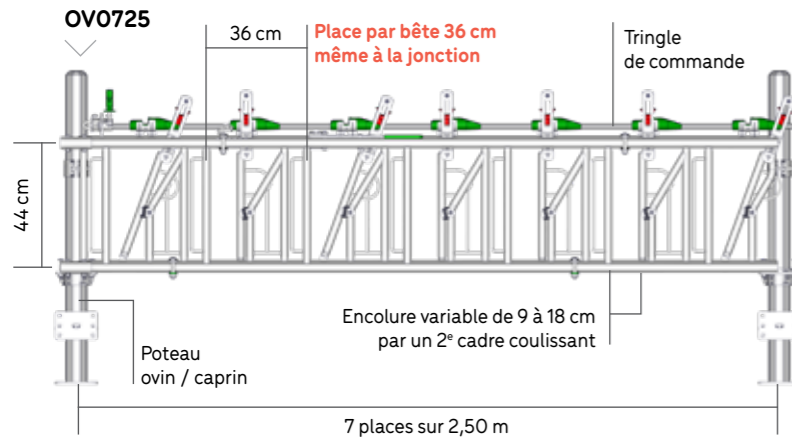 OV0725
36 cm
Place par bête 36 cm
même à la jonction
Tringle
de commande
44 cm
Encolure variable de 9 à 18 cm
par un 2ᵉ cadre coulissant
Poteau
ovin / caprin
7 places sur 2,50 m